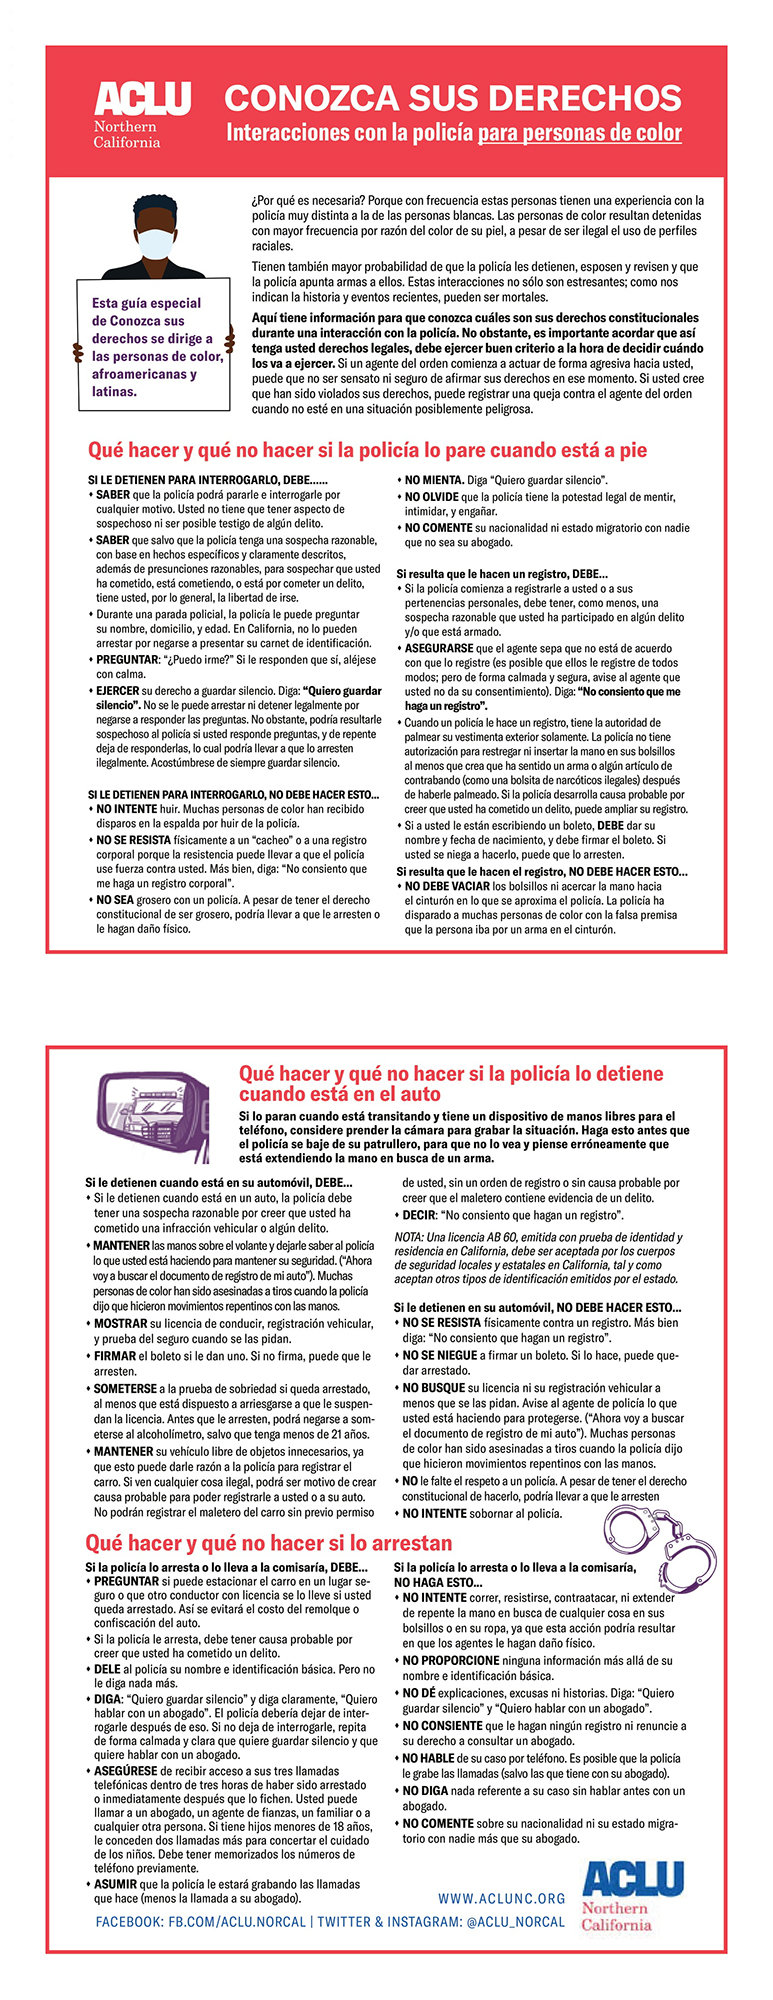 ACLU
Northern
California
CONOZCA SUS DERECHOS
Interacciones con la policía para personas de color
Esta guía especial
de Conozca sus
derechos se dirige a
las personas de color,
afroamericanas y
latinas.
¿Por qué es necesaria? Porque con frecuencia estas personas tienen una experiencia con la
policía muy distinta a la de las personas blancas. Las personas de color resultan detenidas
con mayor frecuencia por razón del color de su piel, a pesar de ser ilegal el uso de perfiles
raciales.
Tienen también mayor probabilidad de que la policía les detienen, esposen y revisen y que
la policía apunta armas a ellos. Estas interacciones no sólo son estresantes; como nos
indican la historia y eventos recientes, pueden ser mortales.
Aquí tiene información para que conozca cuáles son sus derechos constitucionales
durante una interacción con la policía. No obstante, es importante acordar que así
tenga usted derechos legales, debe ejercer buen criterio a la hora de decidir cuándo
los va a ejercer. Si un agente del orden comienza a actuar de forma agresiva hacia usted,
puede que no ser sensato ni seguro de afirmar sus derechos en ese momento. Si usted cree
que han sido violados sus derechos, puede registrar una queja contra el agente del orden
cuando no esté en una situación posiblemente peligrosa.
Qué hacer y qué no hacer si la policía lo pare cuando está a pie
SI LE DETIENEN PARA INTERROGARLO, DEBE......
• SABER que la policía podrá pararle e interrogarle por
cualquier motivo. Usted no tiene que tener aspecto de
sospechoso ni ser posible testigo de algún delito.
• SABER que salvo que la policía tenga una sospecha razonable,
con base en hechos específicos y claramente descritos,
además de presunciones razonables, para sospechar que usted
ha cometido, está cometiendo, o está por cometer un delito,
tiene usted, por lo general, la libertad de irse.
• Durante una parada policial, la policía le puede preguntar
su nombre, domicilio, y edad. En California, no lo pueden
arrestar por negarse a presentar su carnet de identificación.
• PREGUNTAR: “¿Puedo irme?” Si le responden que sí, aléjese
con calma.
• EJERCER su derecho a guardar silencio. Diga: “Quiero guardar
silencio”. No se le puede arrestar ni detener legalmente por
negarse a responder las preguntas. No obstante, podría resultarle
sospechoso al policía si usted responde preguntas, y de repente
deja de responderlas, lo cual podría llevar a que lo arresten
ilegalmente. Acostúmbrese de siempre guardar silencio.
SI LE DETIENEN PARA INTERROGARLO, NO DEBE HACER ESTO...
• NO INTENTE huir. Muchas personas de color han recibido
disparos en la espalda por huir de la policía.
• NO SE RESISTA físicamente a un “cacheo” o a una registro
corporal porque la resistencia puede llevar a que el policía
use fuerza contra usted. Más bien, diga: “No consiento que
me haga un registro corporal”.
• NO SEA grosero con un policía. A pesar de tener el derecho
constitucional de ser grosero, podría llevar a que le arresten o
le hagan daño físico.
• NO MIENTA. Diga “Quiero guardar silencio”.
• NO OLVIDE que la policía tiene la potestad legal de mentir,
intimidar, y engañar.
• NO COMENTE su nacionalidad ni estado migratorio con nadie
que no sea su abogado.
Si resulta que le hacen un registro, DEBE...
• Si la policía comienza a registrarle a usted o a sus
pertenencias personales, debe tener, como menos, una
sospecha razonable que usted ha participado en algún delito
y/o que está armado.
• ASEGURARSE que el agente sepa que no está de acuerdo
con que lo registre (es posible que ellos le registre de todos
modos; pero de forma calmada y segura, avise al agente que
usted no da su consentimiento). Diga: “No consiento que me
haga un registro”.
• Cuando un policía le hace un registro, tiene la autoridad de
palmear su vestimenta exterior solamente. La policía no tiene
autorización para restregar ni insertar la mano en sus bolsillos
al menos que crea que ha sentido un arma o algún artículo de
contrabando (como una bolsita de narcóticos ilegales) después
de haberle palmeado. Si la policía desarrolla causa probable por
creer que usted ha cometido un delito, puede ampliar su registro.
• Si a usted le están escribiendo un boleto, DEBE dar su
nombre y fecha de nacimiento, y debe firmar el boleto. Si
usted se niega a hacerlo, puede que lo arresten.
Si resulta que le hacen el registro, NO DEBE HACER ESTO...
• NO DEBE VACIAR los bolsillos ni acercar la mano hacia
el cinturón en lo que se aproxima el policía. La policía ha
disparado a muchas personas de color con la falsa premisa
que la persona iba por un arma en el cinturón.
Qué hacer y qué no hacer si la policía lo detiene
cuando está en el auto
Si lo paran cuando está transitando y tiene un dispositivo de manos libres para el
teléfono, considere prender la cámara para grabar la situación. Haga esto antes que
el policía se baje de su patrullero, para que no lo vea y piense erróneamente que
está extendiendo la mano en busca de un arma.
Si le detienen cuando está en su automóvil, DEBE...
• Si le detienen cuando está en un auto, la policía debe
tener una sospecha razonable por creer que usted ha
cometido una infracción vehicular o algún delito.
• MANTENER las manos sobre el volante y dejarle saber al policía
lo que usted está haciendo para mantener su seguridad. (“Ahora
voy a buscar el documento de registro de mi auto”). Muchas
personas de color han sido asesinadas a tiros cuando la policía
dijo que hicieron movimientos repentinos con las manos.
• MOSTRAR su licencia de conducir, registración vehicular,
y prueba del seguro cuando se las pidan.
• FIRMAR el boleto si le dan uno. Si no firma, puede que le
arresten.
• SOMETERSE a la prueba de sobriedad si queda arrestado,
al menos que está dispuesto a arriesgarse a que le suspen-
dan la licencia. Antes que le arresten, podrá negarse a som-
eterse al alcoholímetro, salvo que tenga menos de 21 años.
• MANTENER su vehículo libre de objetos innecesarios, ya
que esto puede darle razón a la policía para registrar el
carro. Si ven cualquier cosa ilegal, podrá ser motivo de crear
causa probable para poder registrarle a usted o a su auto.
No podrán registrar el maletero del carro sin previo permiso
de usted, sin un orden de registro o sin causa probable por
creer que el maletero contiene evidencia de un delito.
• DECIR: “No consiento que hagan un registro”.
NOTA: Una licencia AB 60, emitida con prueba de identidad y
residencia en California, debe ser aceptada por los cuerpos
de seguridad locales y estatales en California, tal y como
aceptan otros tipos de identificación emitidos por el estado.
Si le detienen en su automóvil, NO DEBE HACER ESTO...
• NO SE RESISTA físicamente contra un registro. Más bien
diga: “No consiento que hagan un registro”.
• NO SE NIEGUE a firmar un boleto. Si lo hace, puede que-
dar arrestado.
• NO BUSQUE su licencia ni su registración vehicular a
menos que se las pidan. Avise al agente de policía lo que
usted está haciendo para protegerse. (“Ahora voy a buscar
el documento de registro de mi auto”). Muchas personas
de color han sido asesinadas a tiros cuando la policía dijo
que hicieron movimientos repentinos con las manos.
• NO le falte el respeto a un policía. A pesar de tener el derecho
constitucional de hacerlo, podría llevar a que le arresten
• NO INTENTE sobornar al policía.
Qué hacer y qué no hacer si lo arrestan
Si la policía lo arresta o lo lleva a la comisaría, DEBE...
• PREGUNTAR si puede estacionar el carro en un lugar se-
guro o que otro conductor con licencia se lo lleve si usted
queda arrestado. Así se evitará el costo del remolque o
confiscación del auto.
• Si la policía le arresta, debe tener causa probable por
creer que usted ha cometido un delito.
• DELE al policía su nombre e identificación básica. Pero no
le diga nada más.
• DIGA: “Quiero guardar silencio” y diga claramente, “Quiero
hablar con un abogado”. El policía debería dejar de inter-
rogarle después de eso. Si no deja de interrogarle, repita
de forma calmada y clara que quiere guardar silencio y que
quiere hablar con un abogado.
• ASEGÚRESE de recibir acceso a sus tres llamadas
telefónicas dentro de tres horas de haber sido arrestado
o inmediatamente después que lo fichen. Usted puede
llamar a un abogado, un agente de fianzas, un familiar o a
cualquier otra persona. Si tiene hijos menores de 18 años,
le conceden dos llamadas más para concertar el cuidado
de los niños. Debe tener memorizados los números de
teléfono previamente.
• ASUMIR que la policía le estará grabando las llamadas
que hace (menos la llamada a su abogado).
Si la policía lo arresta o lo lleva a la comisaría,
NO HAGA ESTO...
• NO INTENTE correr, resistirse, contraatacar, ni extender
de repente la mano en busca de cualquier cosa en sus
bolsillos o en su ropa, ya que esta acción podría resultar
en que los agentes le hagan daño físico.
• NO PROPORCIONE ninguna información más allá de su
nombre e identificación básica.
• NO DÉ explicaciones, excusas ni historias. Diga: “Quiero
guardar silencio” y “Quiero hablar con un abogado”.
• NO CONSIENTE que le hagan ningún registro ni renuncie a
su derecho a consultar un abogado.
• NO HABLE de su caso por teléfono. Es posible que la policía
le grabe las llamadas (salvo las que tiene con su abogado).
• NO DIGA nada referente a su caso sin hablar antes con un
abogado.
• NO COMENTE sobre su nacionalidad ni su estado migra-
torio con nadie más que su abogado.
WWW.ACLUNC.ORG
FACEBOOK: FB.COM/ACLU.NORCAL | TWITTER & INSTAGRAM: @ACLU_NORCAL
ACLU
Northern
California